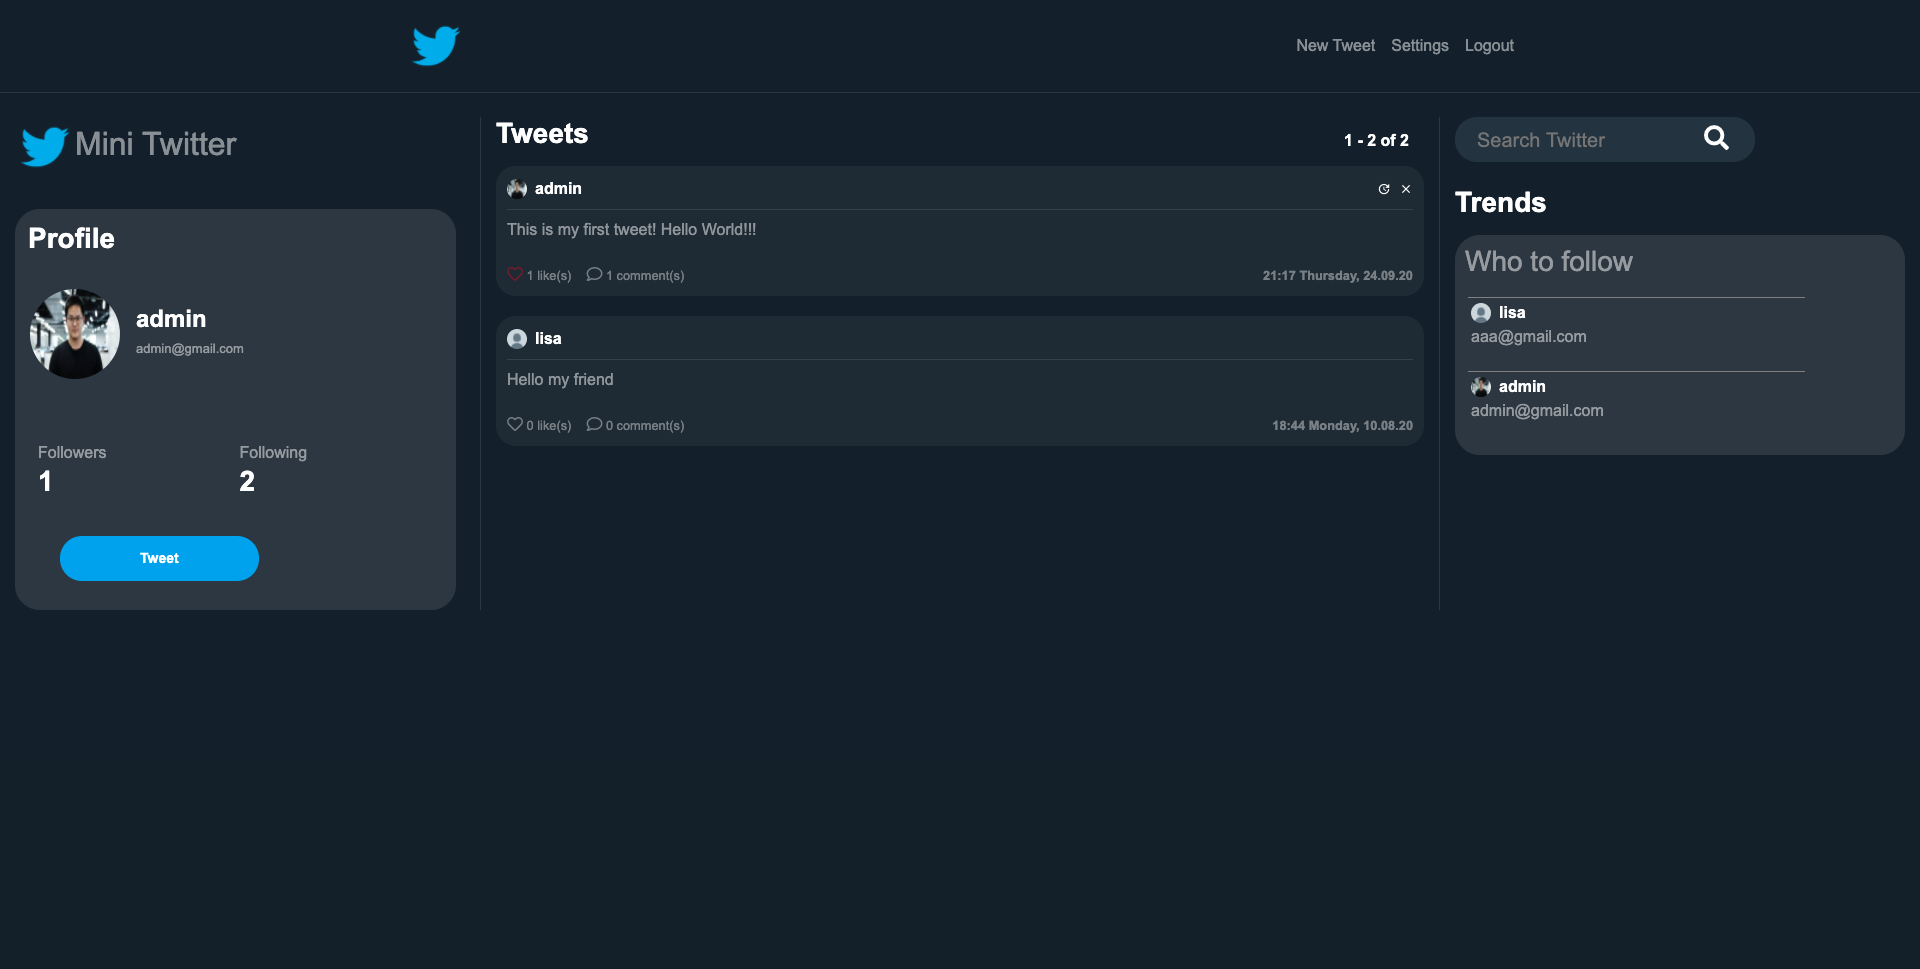 New Tweet Settings Logout
Mini Twitter
Profile
admin
admin@gmail.com
Followers Following
1 2
Tweet
Tweets
1 - 2 of 2
admin
This is my first tweet! Hello World!!!
1 like(s) 1 comment(s) 21:17 Thursday, 24.09.20
lisa
Hello my friend
0 like(s) 0 comment(s) 18:44 Monday, 10.08.20
Search Twitter
Trends
Who to follow
lisa
aaa@gmail.com
admin
admin@gmail.com